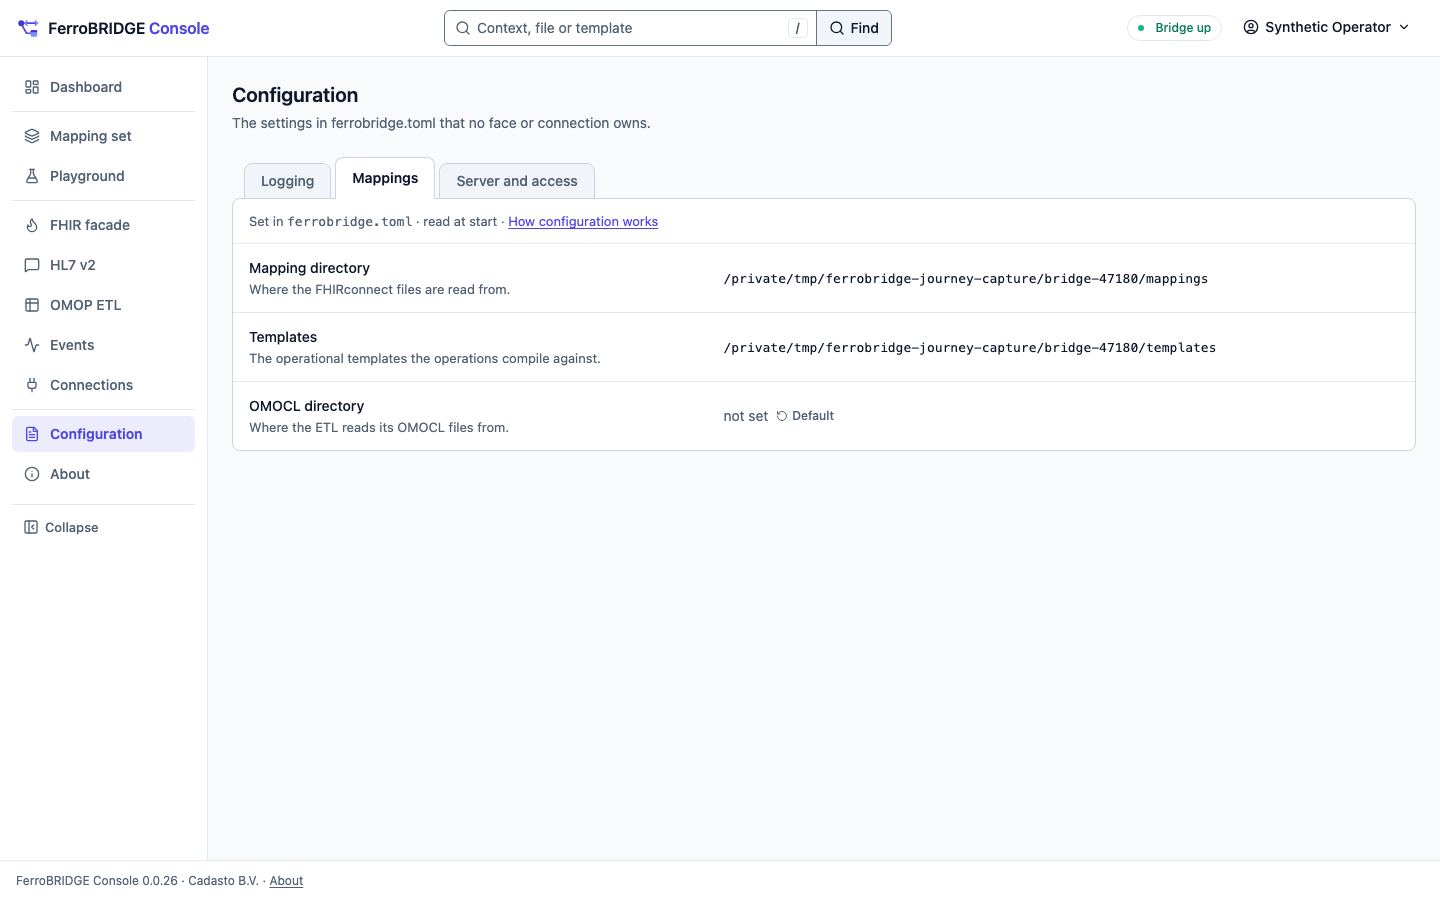 FerroBRIDGE Console
Context, file or template
/
Find
Bridge up
Synthetic Operator
Dashboard
Mapping set
Playground
FHIR facade
HL7 v2
OMOP ETL
Events
Connections
Configuration
About
Collapse
Configuration
The settings in ferrobridge.toml that no face or connection owns.
Logging
Mappings
Server and access
Set in ferrobridge.toml · read at start · How configuration works
Mapping directory
Where the FHIRconnect files are read from.
/private/tmp/ferrobridge-journey-capture/bridge-47180/mappings
Templates
The operational templates the operations compile against.
/private/tmp/ferrobridge-journey-capture/bridge-47180/templates
OMOCL directory
Where the ETL reads its OMOCL files from.
not set Default
FerroBRIDGE Console 0.0.26 · Cadasto B.V. · About